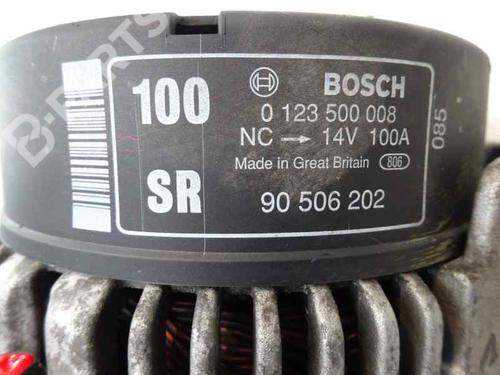 100
SR
BOSCH
0 123 500 008
NC → 14V 100A
Made in Great Britain 806
90 506 202
085
B-PARTS